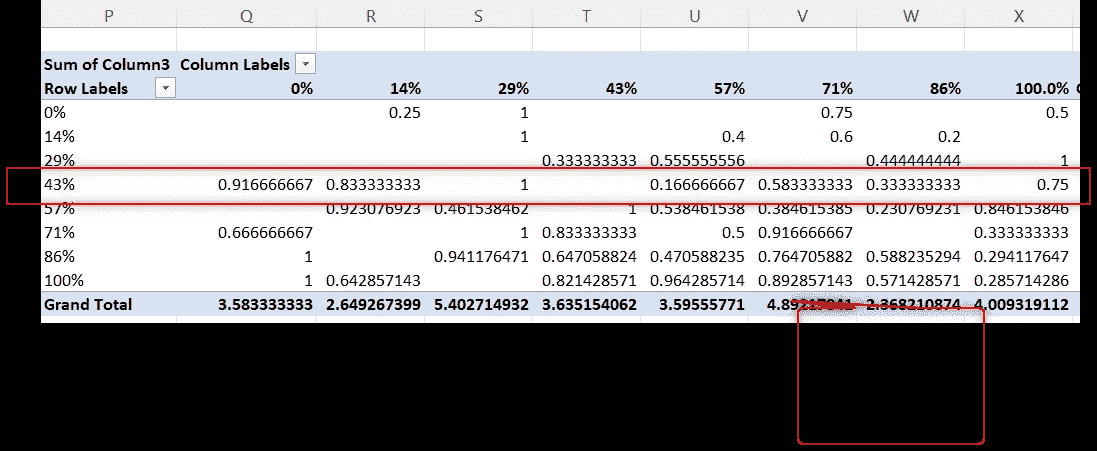 P Q R S T U V W X
Sum of Column3 Column Labels
Row Labels 0% 14% 29% 43% 57% 71% 86% 100.0%
0% 0.25 1 0.75 0.5
14% 1 0.4 0.6 0.2
29% 0.333333333 0.555555556 0.444444444 1
43% 0.916666667 0.833333333 1 0.166666667 0.583333333 0.333333333 0.75
57% 0.923076923 0.461538462 1 0.538461538 0.384615385 0.230769231 0.846153846
71% 0.666666667 1 0.833333333 0.5 0.916666667 0.333333333
86% 1 0.941176471 0.647058824 0.470588235 0.764705882 0.588235294 0.294117647
100% 1 0.642857143 0.821428571 0.964285714 0.892857143 0.571428571 0.285714286
Grand Total 3.583333333 2.649267399 5.402714932 3.635154062 3.59555771 2.368210874 4.009319112